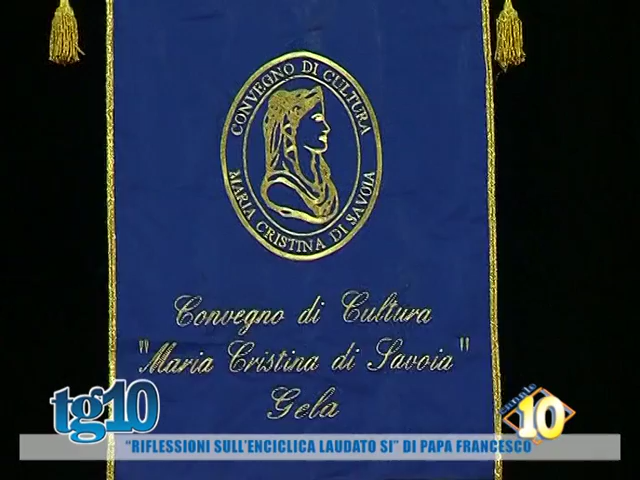 CONVEGNO DI CULTURA
MARIA CRISTINA DI SAVOIA
Convegno di Cultura
"Maria Cristina di Savoia"
Gela
tg10
canale 10
"RIFLESSIONI SULL'ENCICLICA LAUDATO SI" DI PAPA FRANCESCO